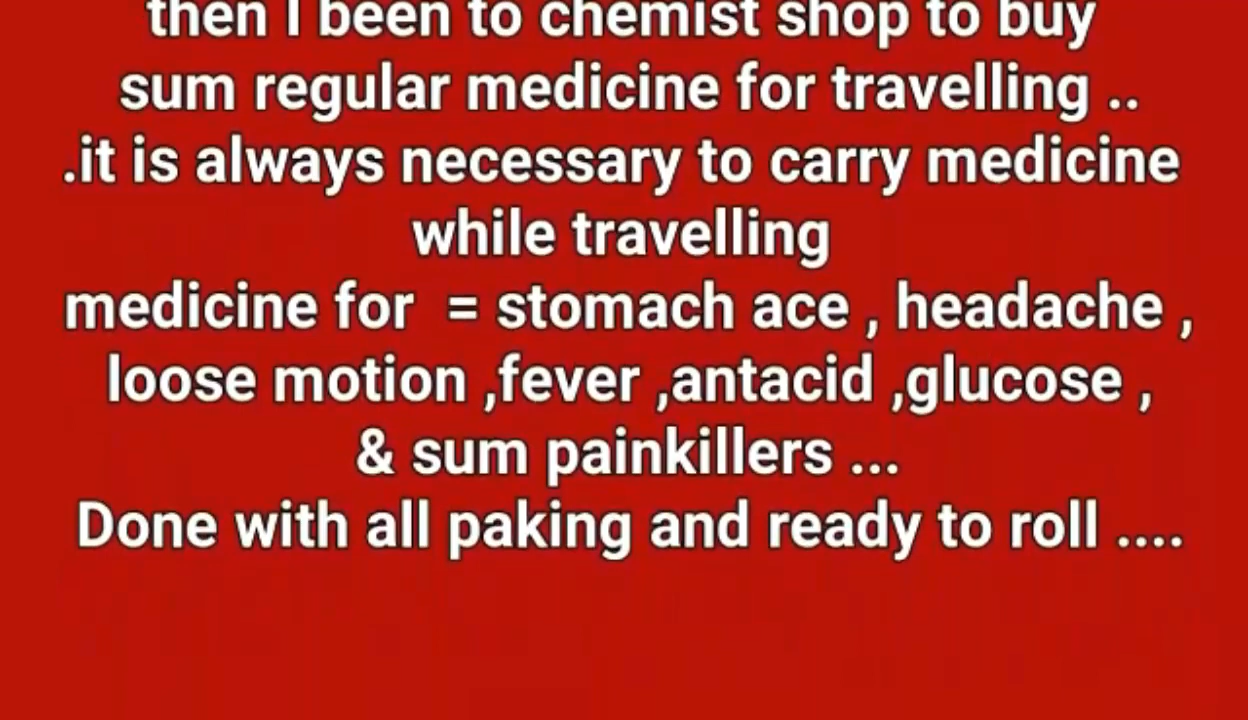 then I been to chemist shop to buy
sum regular medicine for travelling ..
.it is always necessary to carry medicine
while travelling
medicine for  = stomach ace , headache ,
loose motion ,fever ,antacid ,glucose ,
& sum painkillers ...
Done with all paking and ready to roll ....